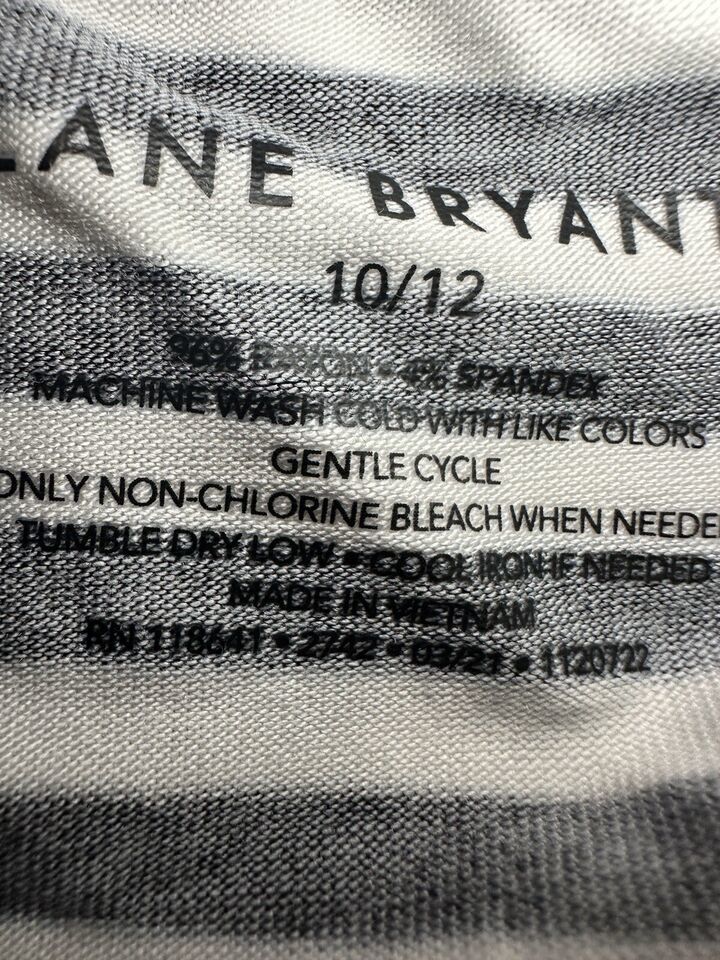 LANE BRYANT
10/12
96% RAYON • 4% SPANDEX
MACHINE WASH COLD WITH LIKE COLORS
GENTLE CYCLE
ONLY NON-CHLORINE BLEACH WHEN NEEDED
TUMBLE DRY LOW • COOL IRON IF NEEDED
MADE IN VIETNAM
RN 118641 • 2742 • 03/21 • 1120722